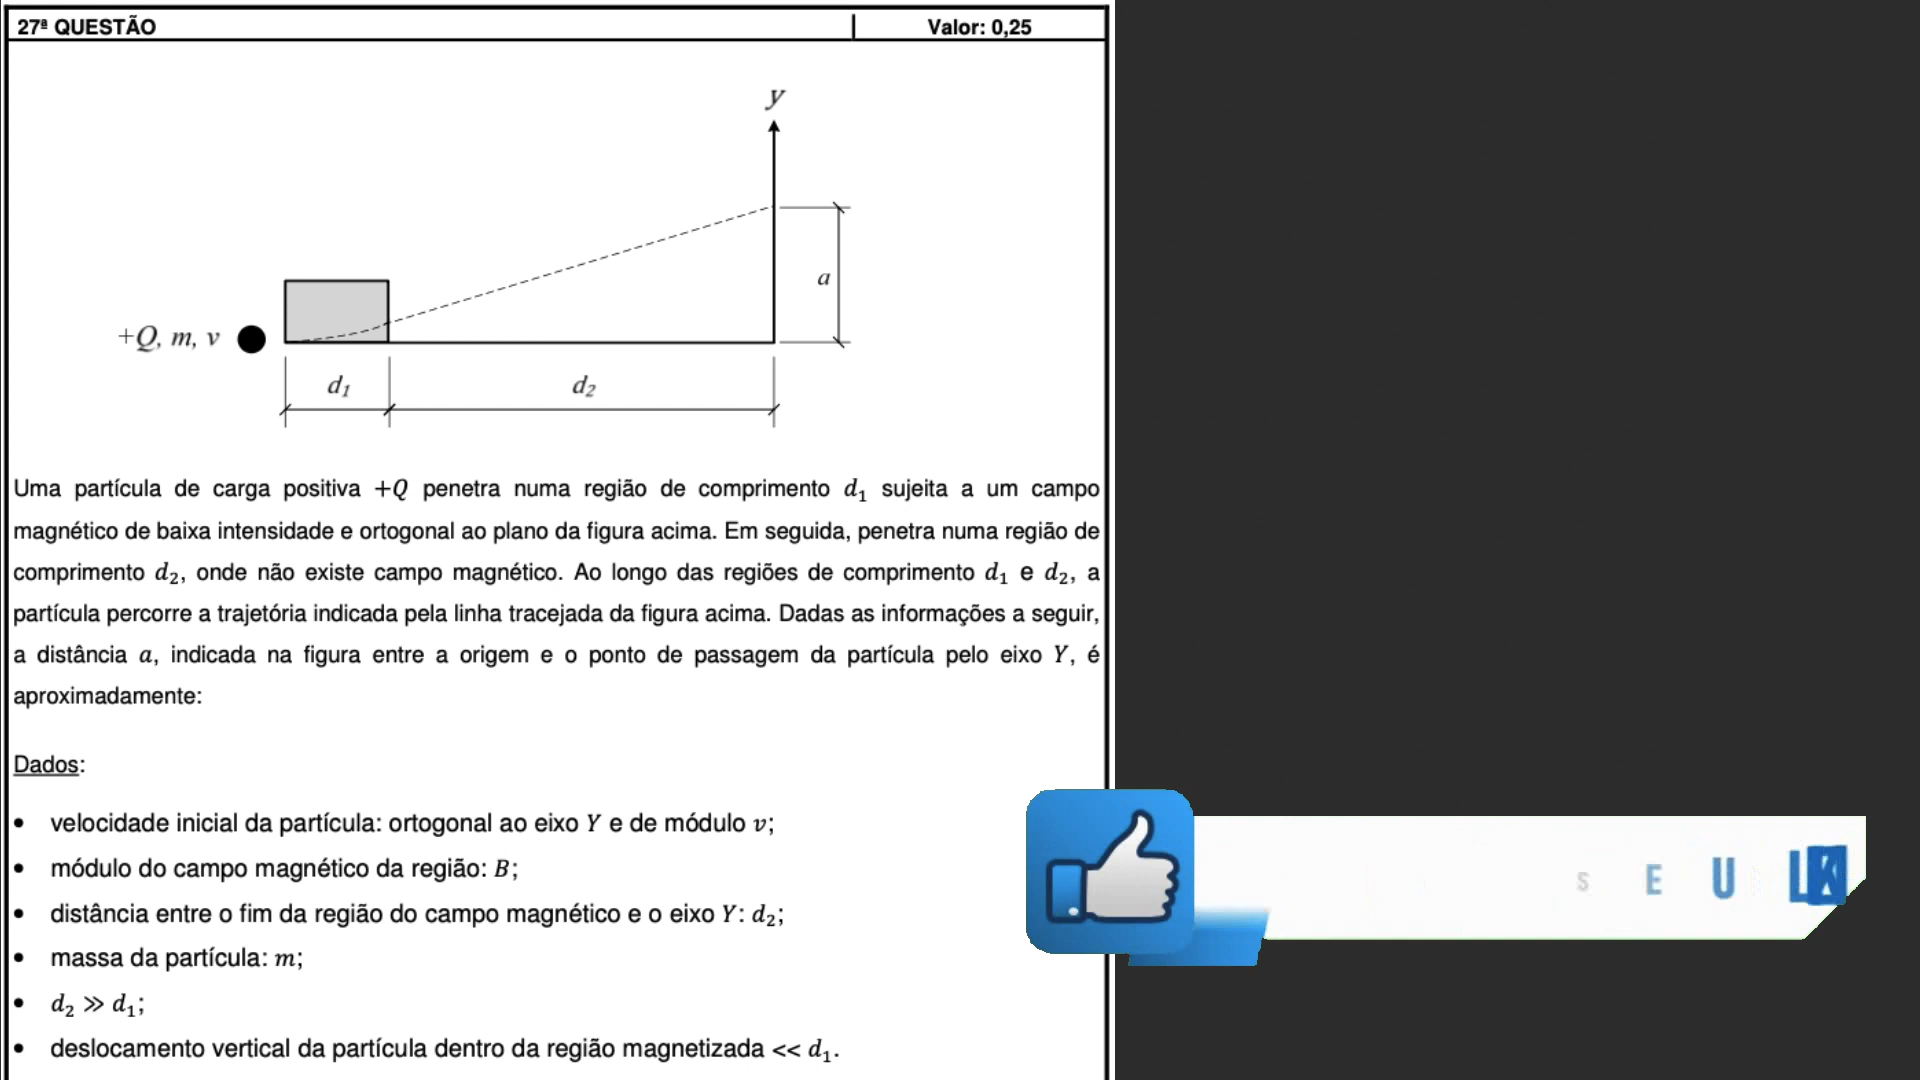 27ª QUESTÃO
Valor: 0,25
y
a
+Q, m, v
d₁
d₂
Uma partícula de carga positiva +Q penetra numa região de comprimento d₁ sujeita a um campo
magnético de baixa intensidade e ortogonal ao plano da figura acima. Em seguida, penetra numa região de
comprimento d₂, onde não existe campo magnético. Ao longo das regiões de comprimento d₁ e d₂, a
partícula percorre a trajetória indicada pela linha tracejada da figura acima. Dadas as informações a seguir,
a distância a, indicada na figura entre a origem e o ponto de passagem da partícula pelo eixo Y, é
aproximadamente:
Dados:
• velocidade inicial da partícula: ortogonal ao eixo Y e de módulo v;
• módulo do campo magnético da região: B;
• distância entre o fim da região do campo magnético e o eixo Y: d₂;
• massa da partícula: m;
• d₂ ≫ d₁;
• deslocamento vertical da partícula dentro da região magnetizada << d₁.
S E U